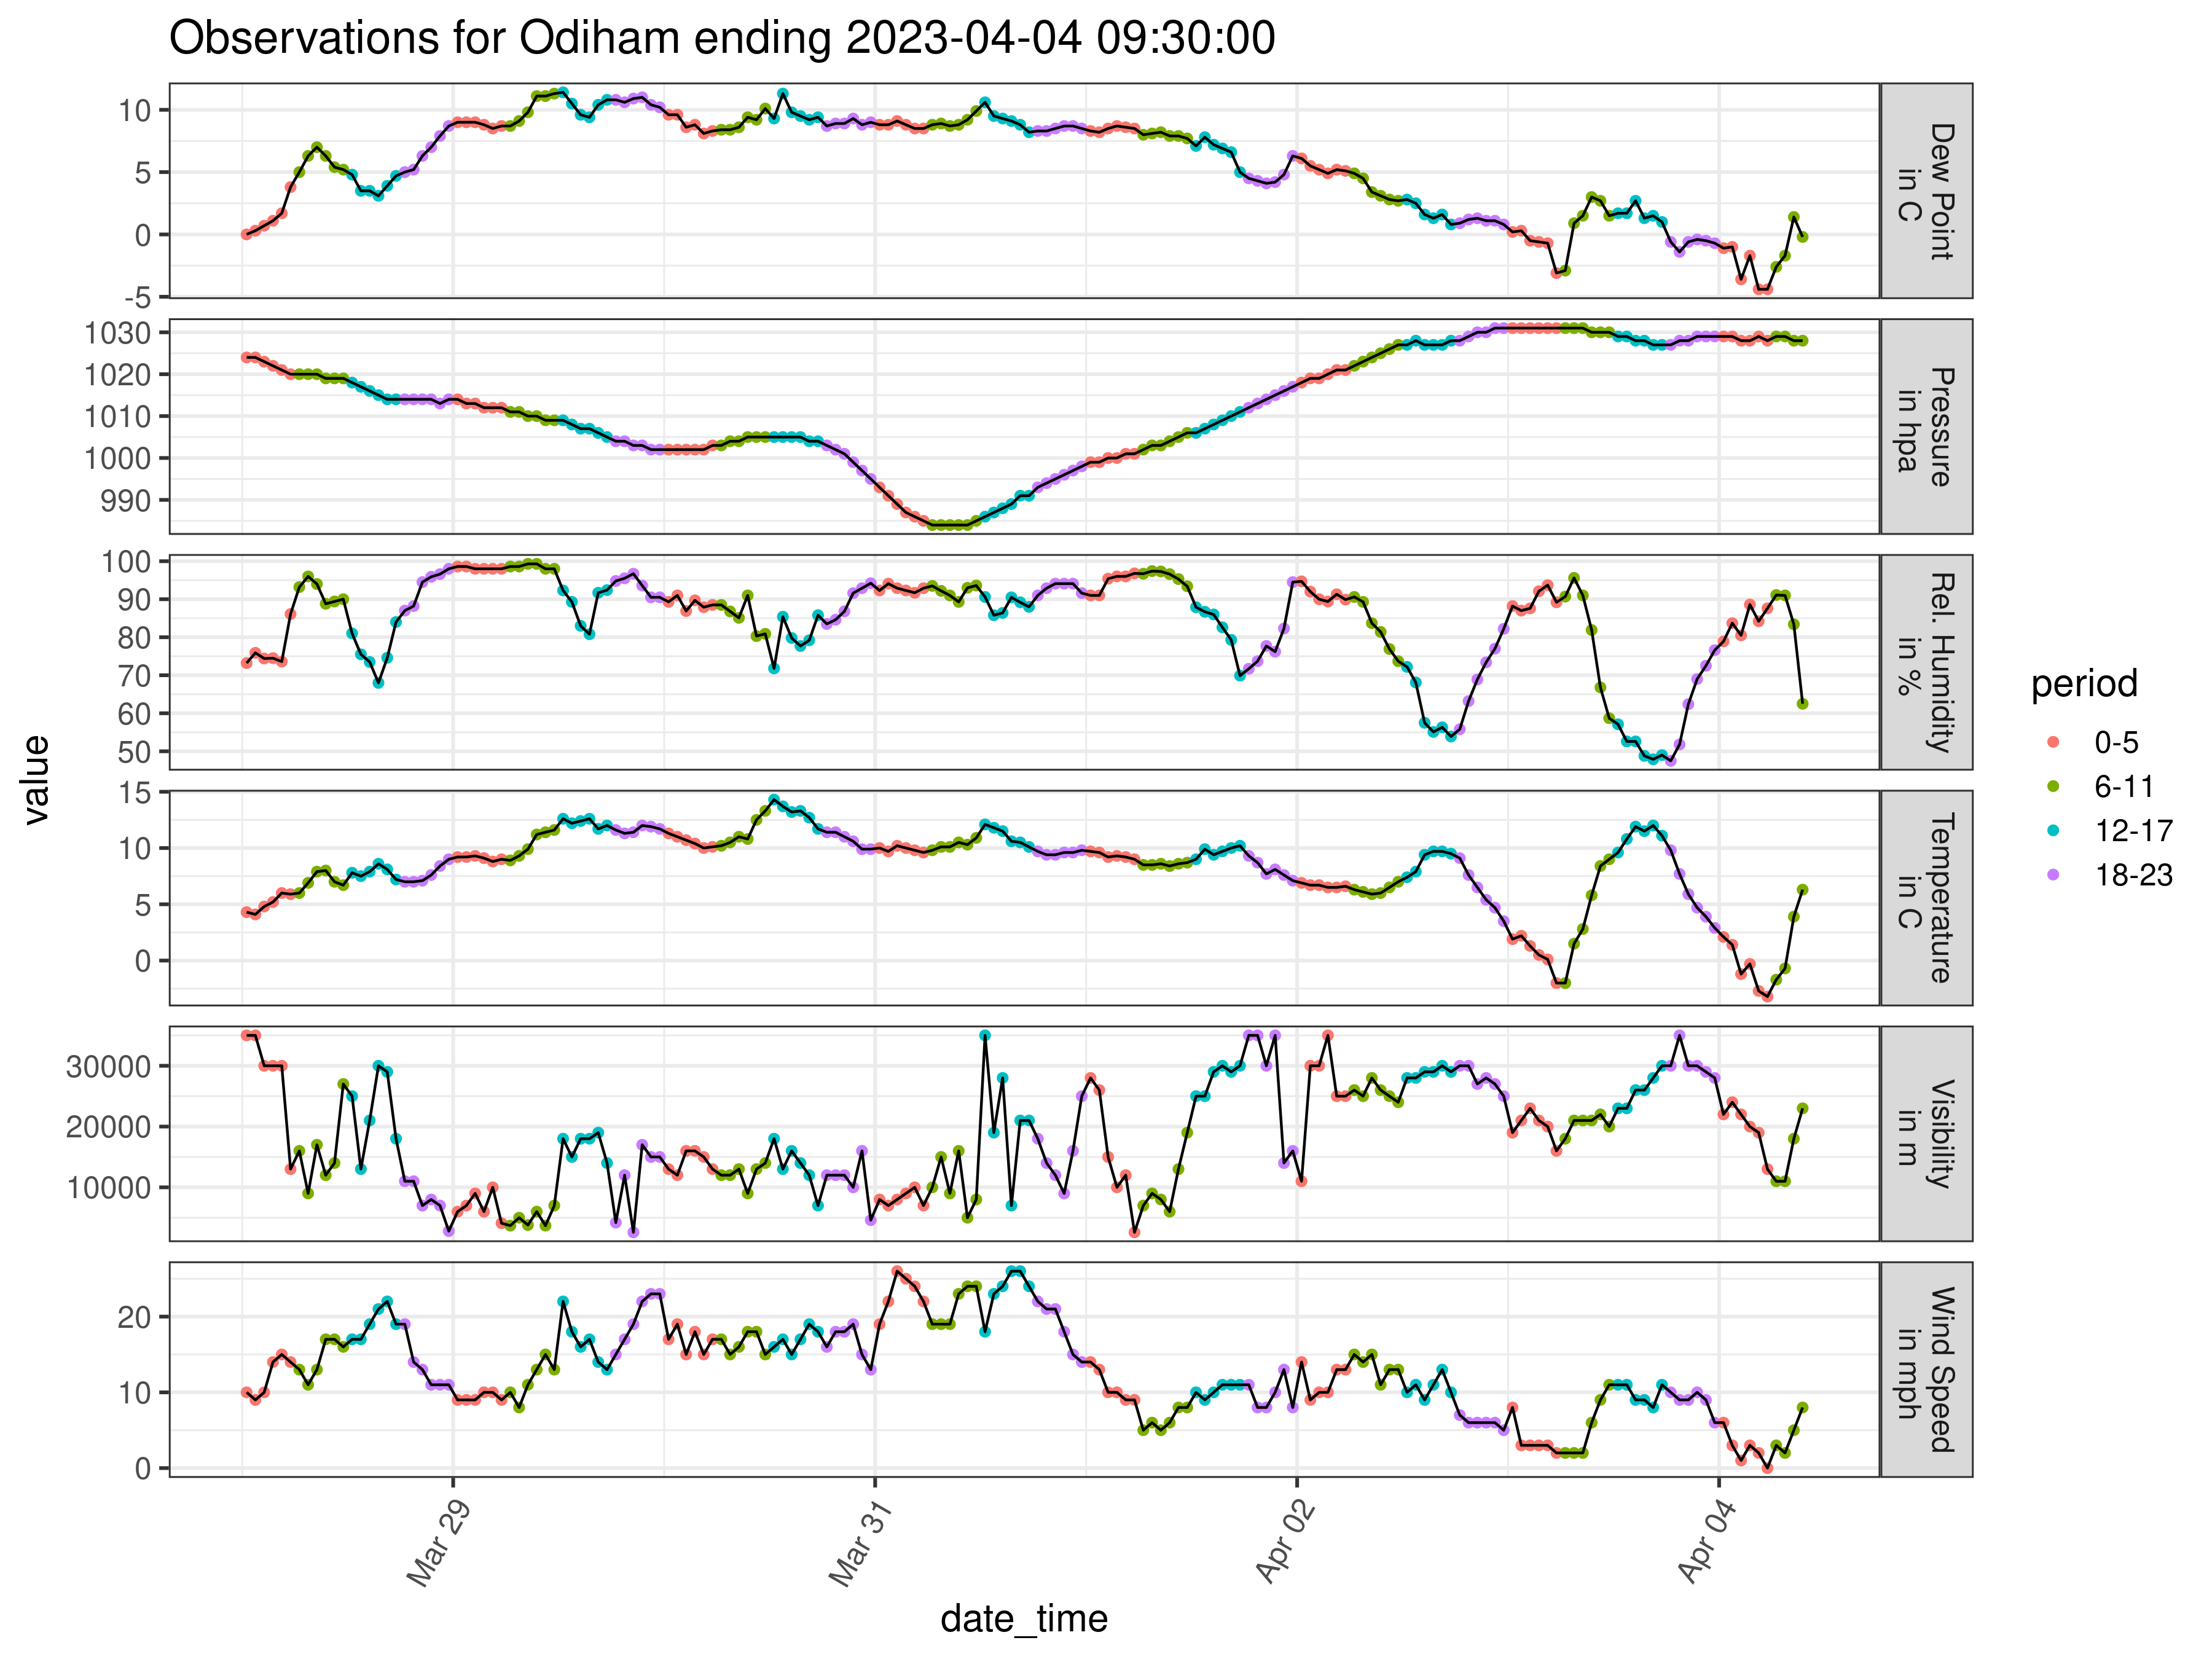 Observations for Odiham ending 2023-04-04 09:30:00
10
5
0
-5
Dew Point
in C
1030
1020
1010
1000
990
Pressure
in hpa
100
90
80
70
60
50
Rel. Humidity
in %
15
10
5
0
Temperature
in C
30000
20000
10000
Visibility
in m
20
10
0
Wind Speed
in mph
value
Mar 29
Mar 31
Apr 02
Apr 04
date_time
period
0-5
6-11
12-17
18-23